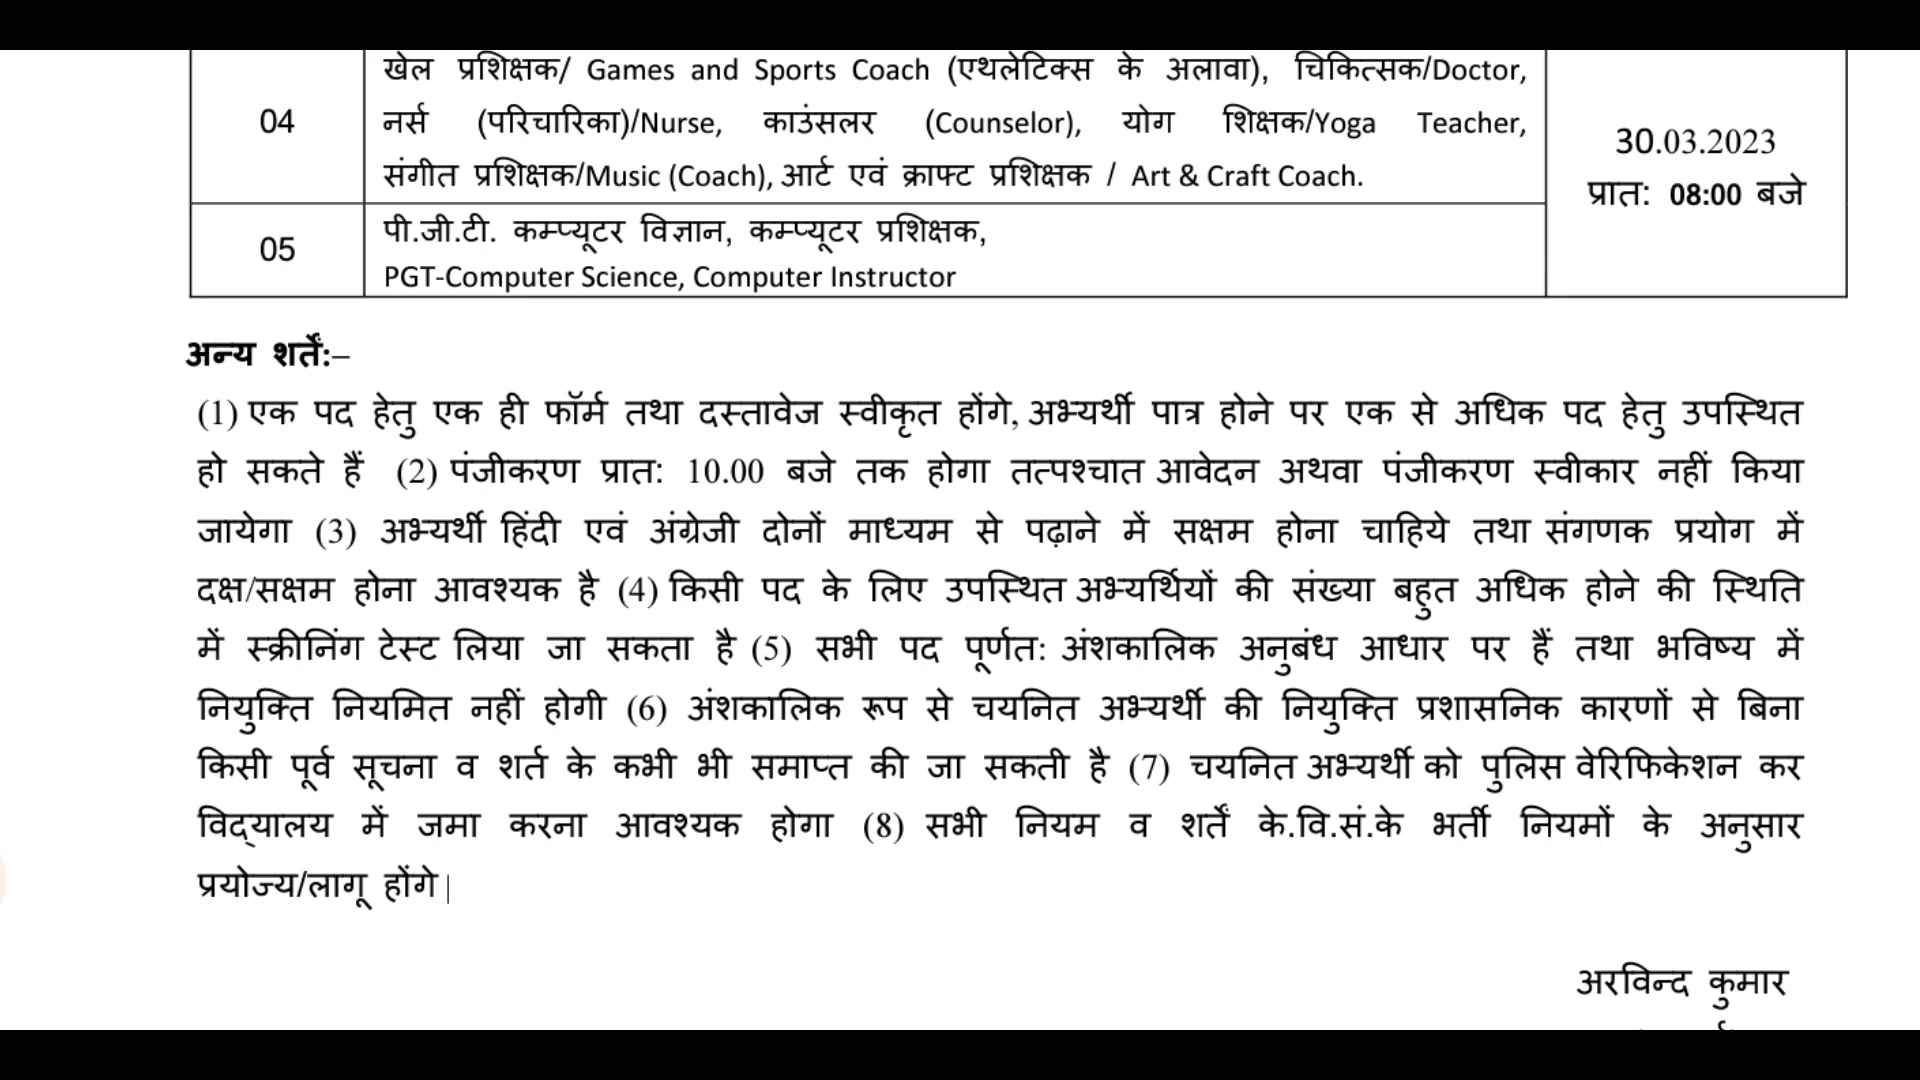 खेल प्रशिक्षक/ Games and Sports Coach (एथलेटिक्स के अलावा), चिकित्सक/Doctor,
04 नर्स (परिचारिका)/Nurse, काउंसलर (Counselor), योग शिक्षक/Yoga Teacher,
संगीत प्रशिक्षक/Music (Coach), आर्ट एवं क्राफ्ट प्रशिक्षक / Art & Craft Coach.
30.03.2023
प्रात: 08:00 बजे
05 पी.जी.टी. कम्प्यूटर विज्ञान, कम्प्यूटर प्रशिक्षक,
PGT-Computer Science, Computer Instructor
अन्य शर्तें:–
(1) एक पद हेतु एक ही फॉर्म तथा दस्तावेज स्वीकृत होंगे, अभ्यर्थी पात्र होने पर एक से अधिक पद हेतु उपस्थित
हो सकते हैं (2) पंजीकरण प्रात: 10.00 बजे तक होगा तत्पश्चात आवेदन अथवा पंजीकरण स्वीकार नहीं किया
जायेगा (3) अभ्यर्थी हिंदी एवं अंग्रेजी दोनों माध्यम से पढ़ाने में सक्षम होना चाहिये तथा संगणक प्रयोग में
दक्ष/सक्षम होना आवश्यक है (4) किसी पद के लिए उपस्थित अभ्यर्थियों की संख्या बहुत अधिक होने की स्थिति
में स्क्रीनिंग टेस्ट लिया जा सकता है (5) सभी पद पूर्णत: अंशकालिक अनुबंध आधार पर हैं तथा भविष्य में
नियुक्ति नियमित नहीं होगी (6) अंशकालिक रूप से चयनित अभ्यर्थी की नियुक्ति प्रशासनिक कारणों से बिना
किसी पूर्व सूचना व शर्त के कभी भी समाप्त की जा सकती है (7) चयनित अभ्यर्थी को पुलिस वेरिफिकेशन कर
विद्यालय में जमा करना आवश्यक होगा (8) सभी नियम व शर्तें के.वि.सं.के भर्ती नियमों के अनुसार
प्रयोज्य/लागू होंगे|
अरविन्द कुमार